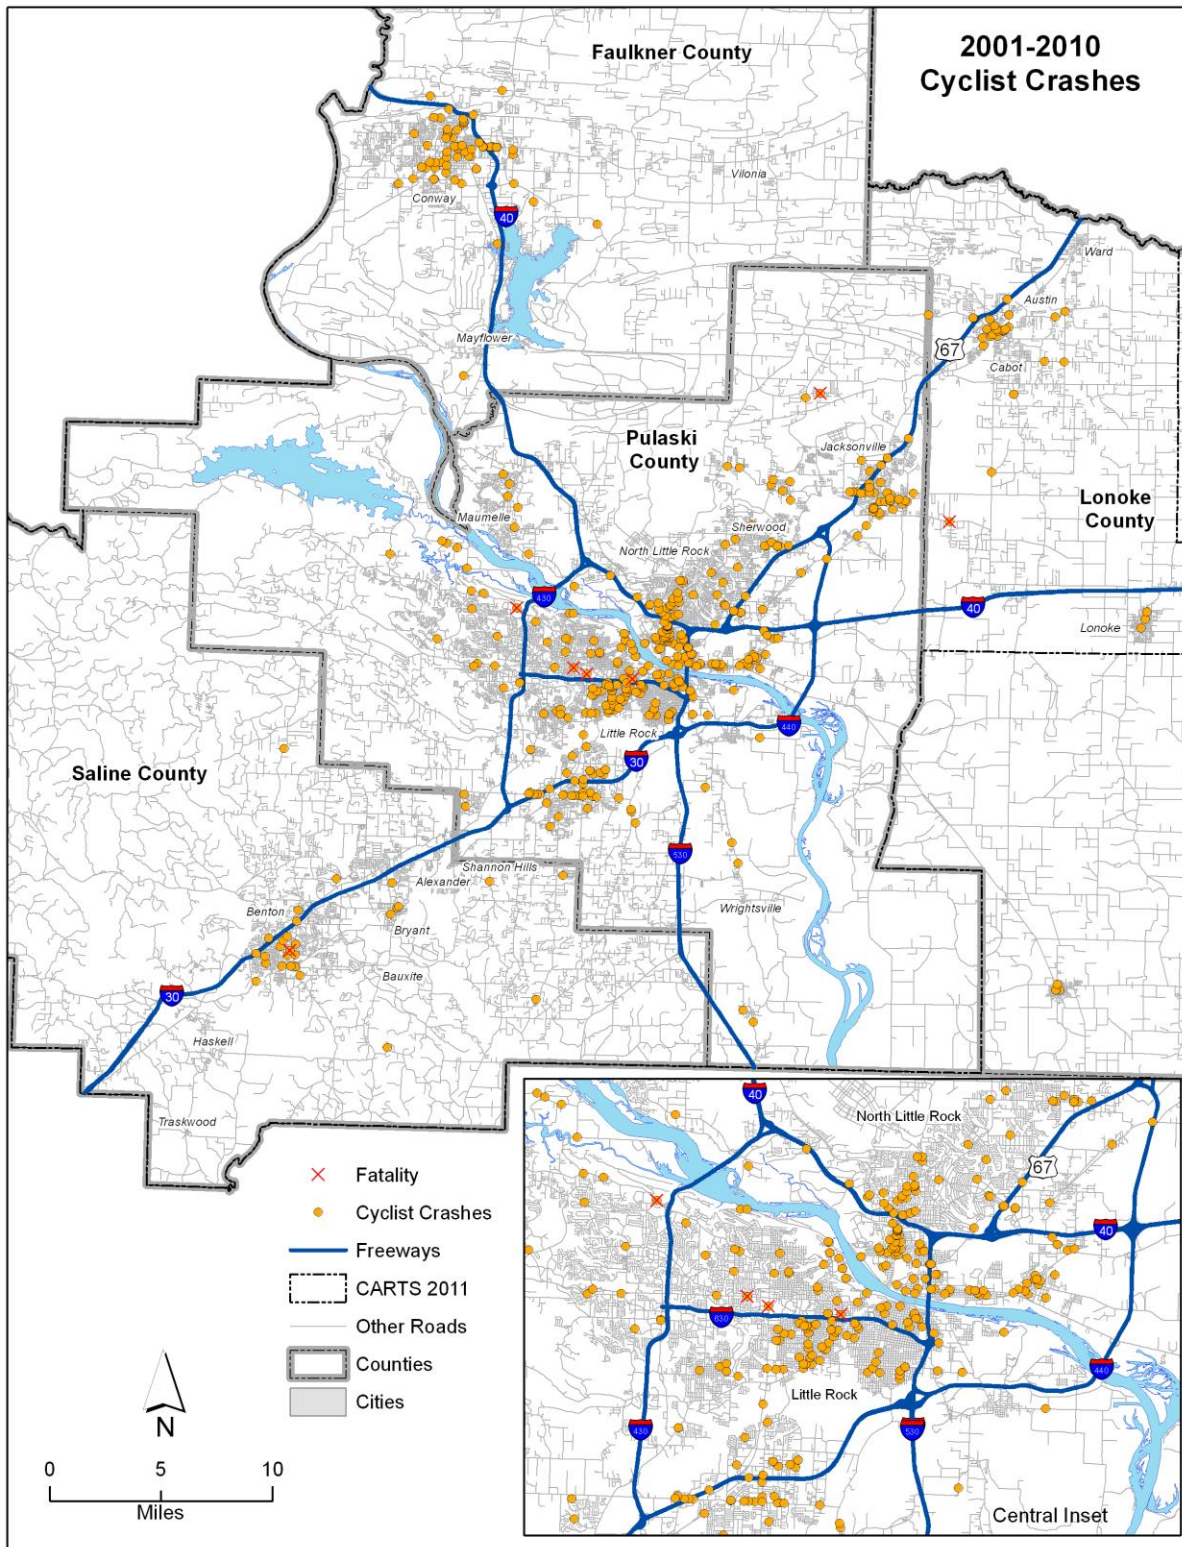 2001-2010
Cyclist Crashes
Faulkner County
Vilonia
Conway
40
Ward
Austin
Mayflower
67
Cabot
Pulaski
County
Jacksonville
Lonoke
County
Maumelle
Sherwood
North Little Rock
430
40
Lonoke
Little Rock
440
30
Saline County
530
Shannon Hills
Alexander
Benton
Wrightsville
Bryant
Bauxite
30
Haskell
Traskwood
Fatality
Cyclist Crashes
Freeways
CARTS 2011
Other Roads
Counties
Cities
N
0 5 10
Miles
40
North Little Rock
67
40
630
440
Little Rock
430
530
Central Inset